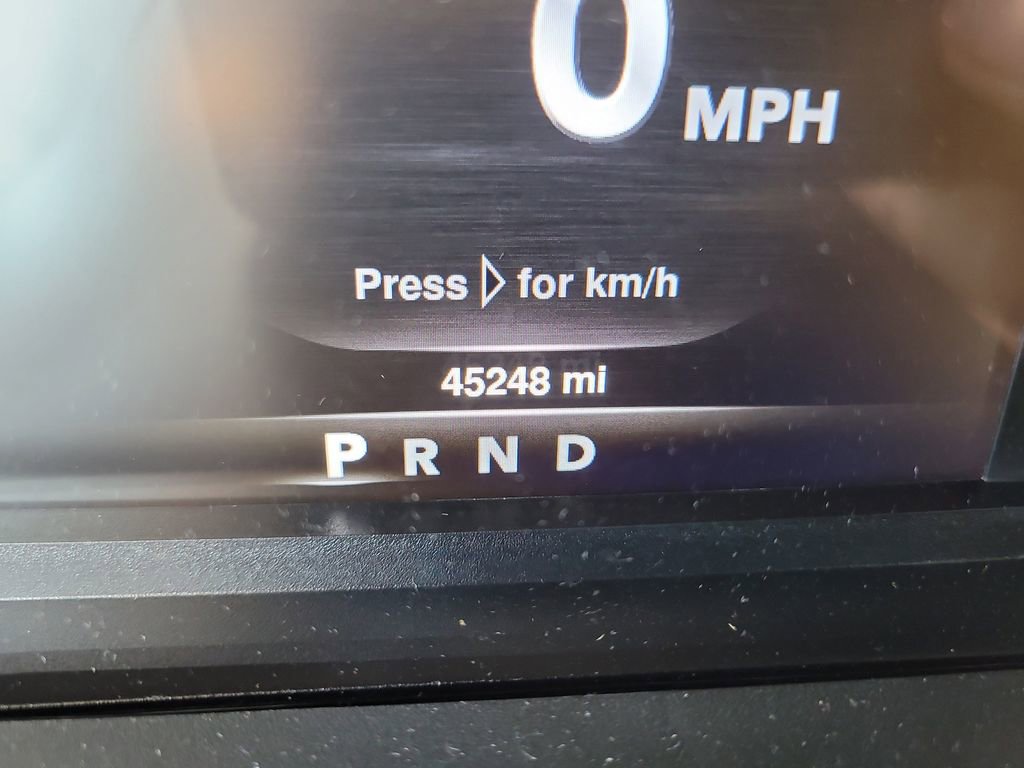 0 MPH
Press ▷ for km/h
45248 mi
P R N D